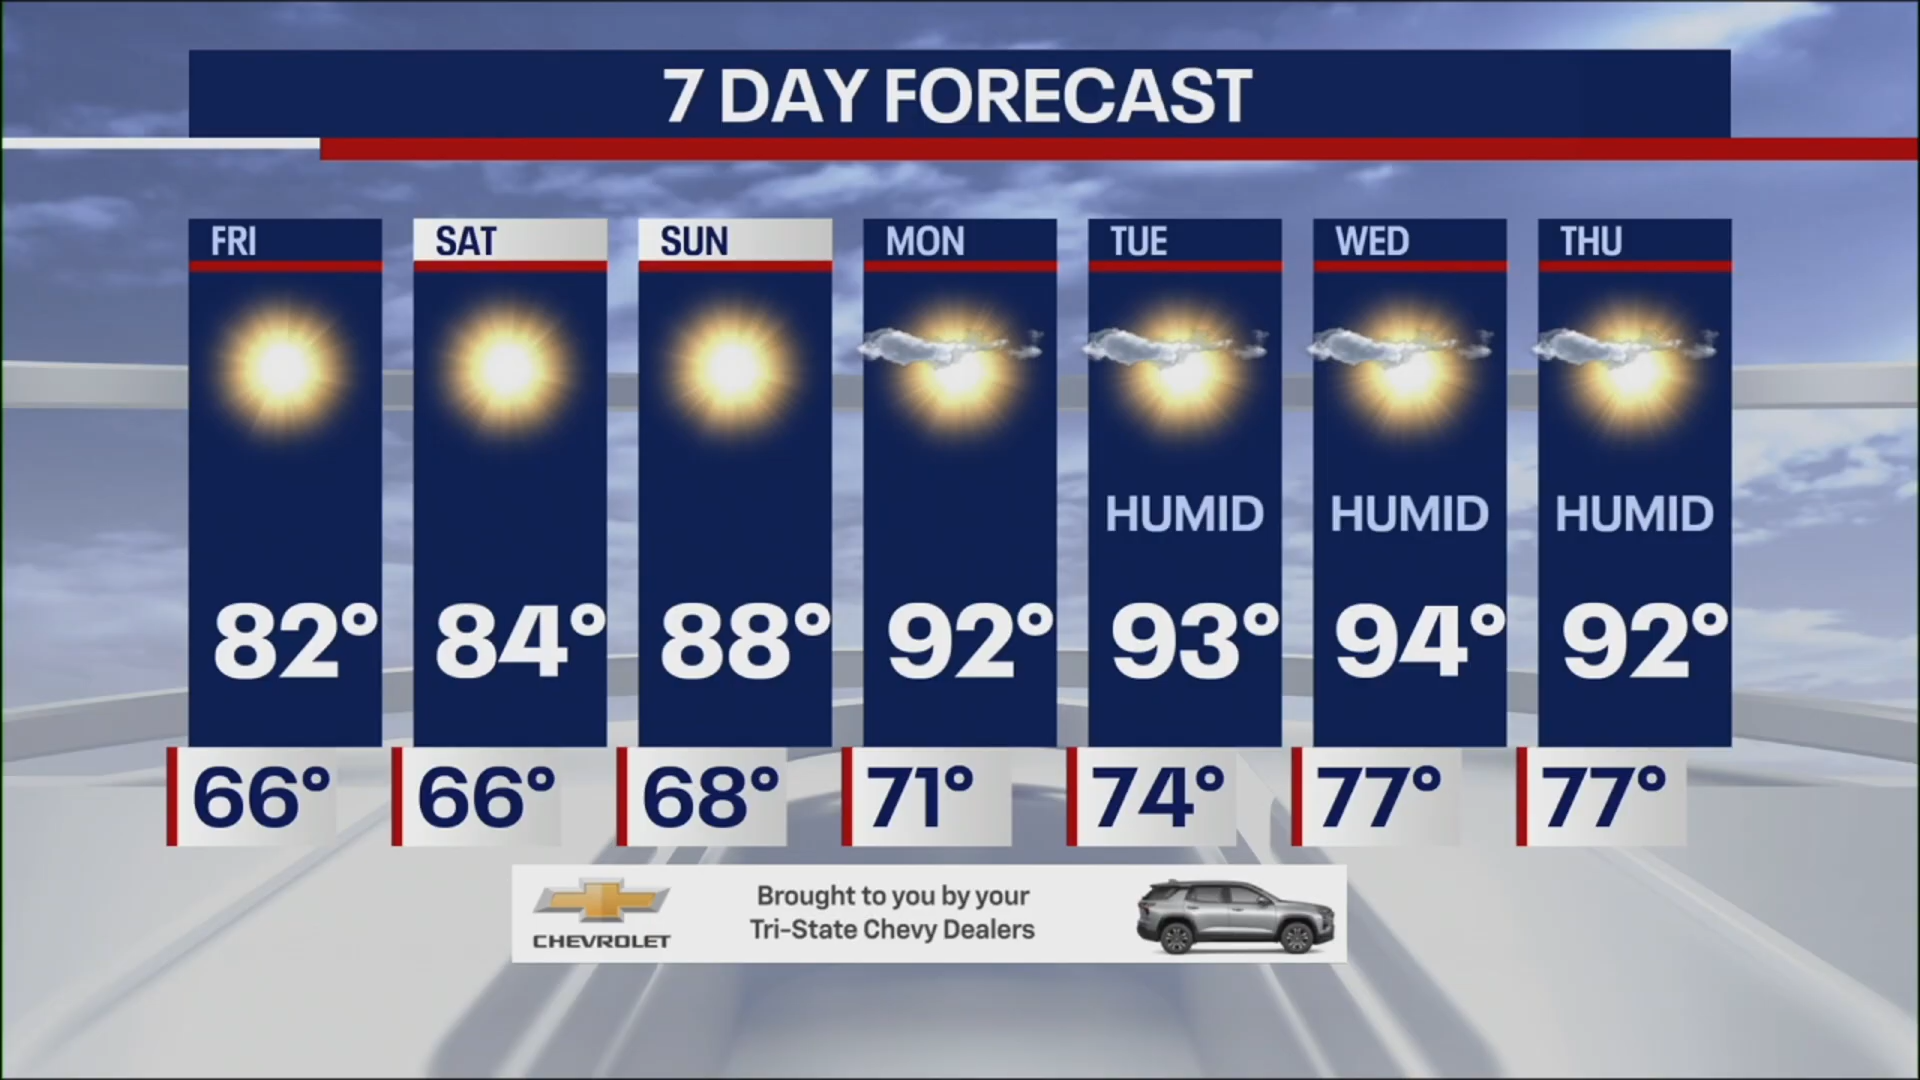 7 DAY FORECAST
FRI SAT SUN MON TUE WED THU
HUMID HUMID HUMID
82° 84° 88° 92° 93° 94° 92°
66° 66° 68° 71° 74° 77° 77°
Brought to you by your
Tri-State Chevy Dealers
CHEVROLET